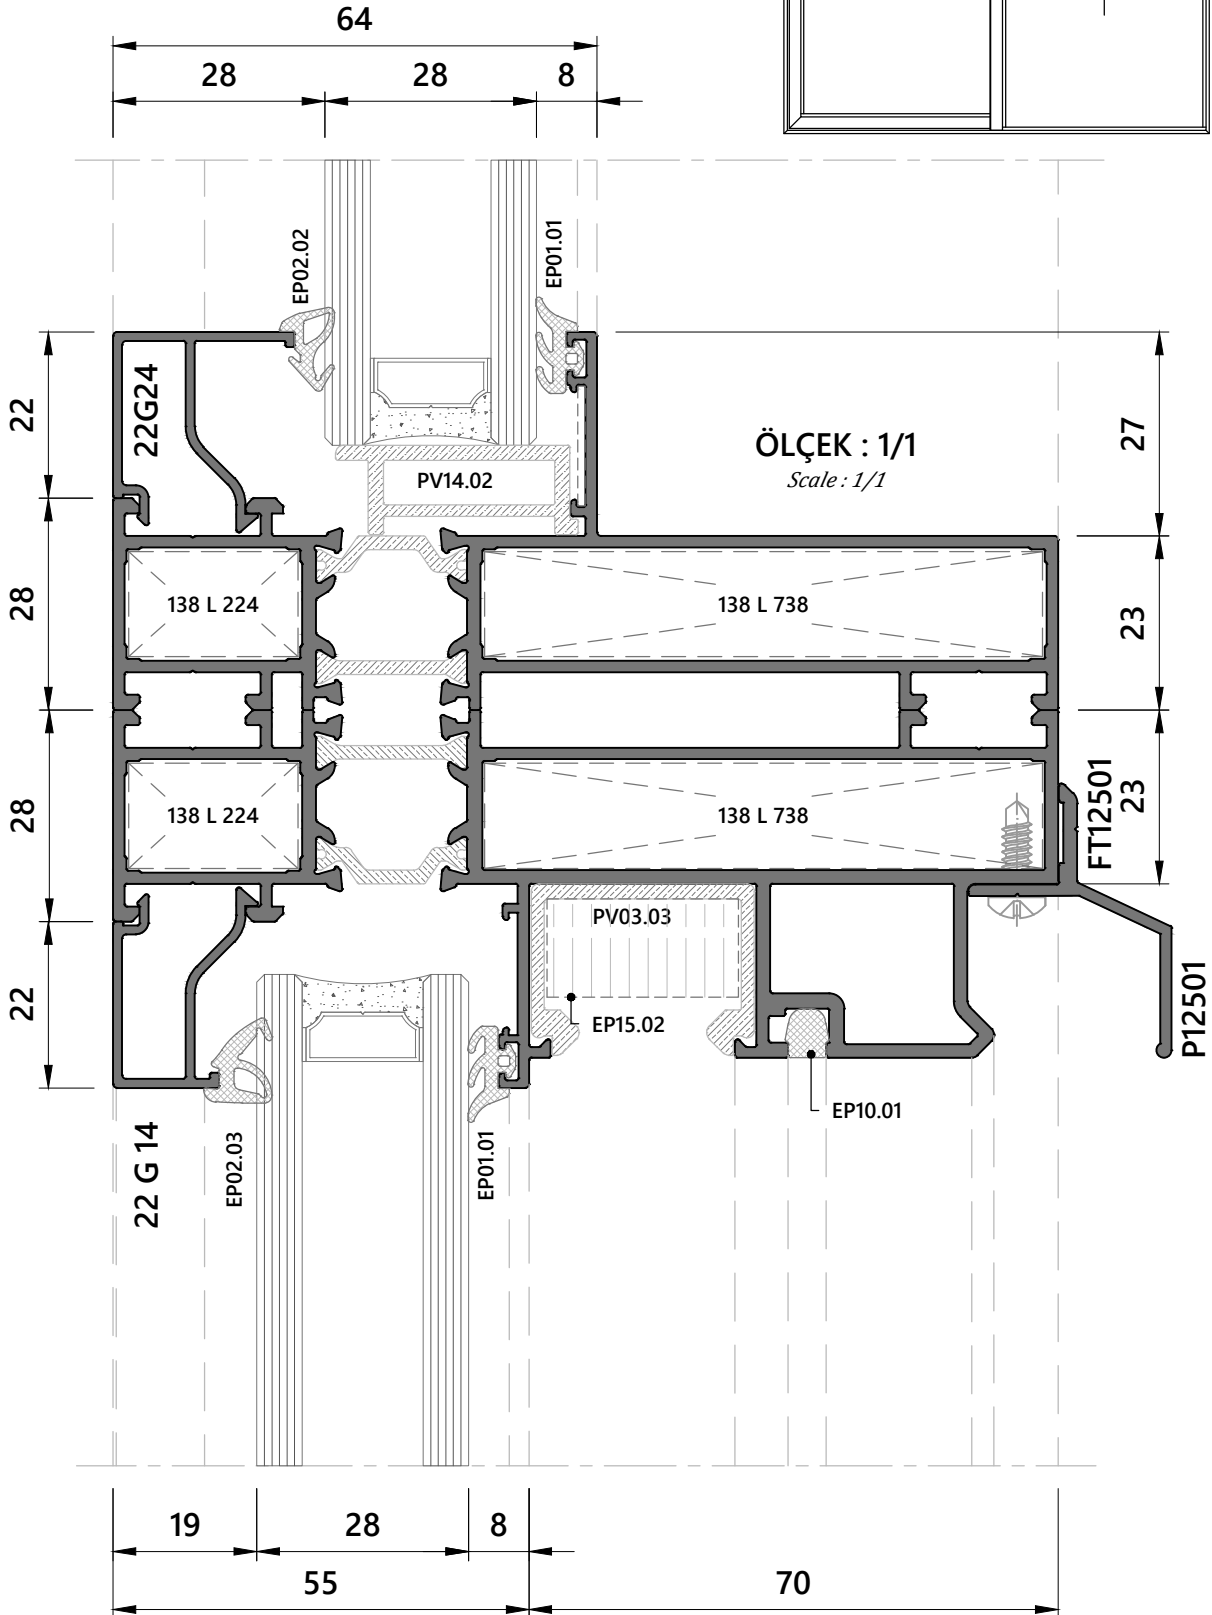 64
28
28
8
EP02.02
EP01.01
22
22G24
27
ÖLÇEK : 1/1
Scale : 1/1
PV14.02
28
138 L 224
138 L 738
23
28
138 L 224
138 L 738
FT12501
23
PV03.03
22
EP15.02
P12501
EP10.01
22 G 14
EP02.03
EP01.01
19
28
8
55
70